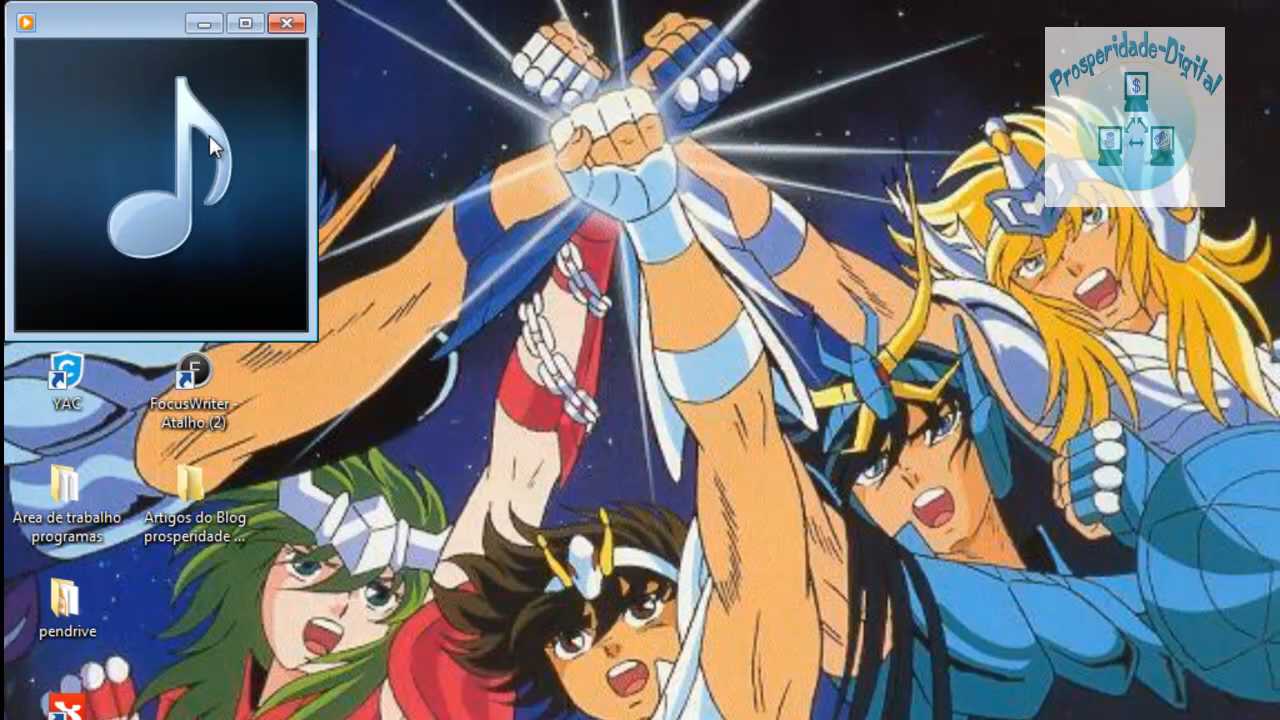 Prosperidade-Digital
$
YAC
FocusWriter -
Atalho (2)
Area de trabalho
programas
Artigos do Blog
prosperidade ...
pendrive